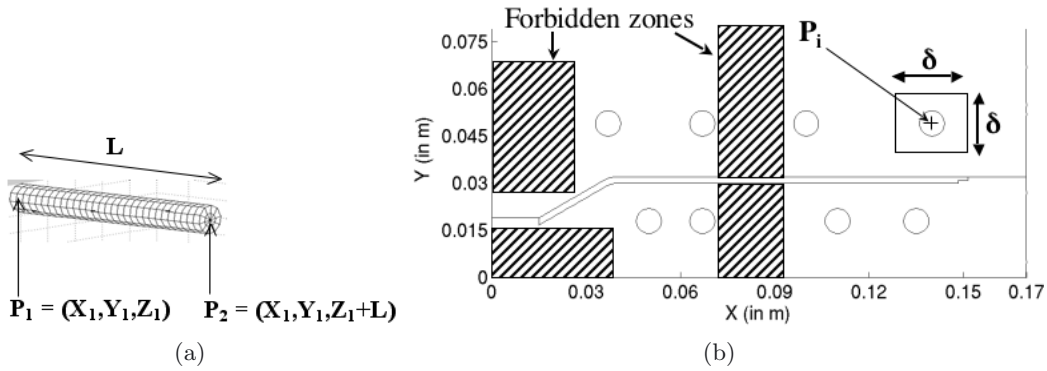 L
P₁ = (X₁,Y₁,Z₁)
P₂ = (X₁,Y₁,Z₁+L)
(a)
Forbidden zones
Pᵢ
δ
δ
Y (in m)
0.075
0.06
0.045
0.03
0.015
0
0 0.03 0.06 0.09 0.12 0.15 0.17
X (in m)
(b)